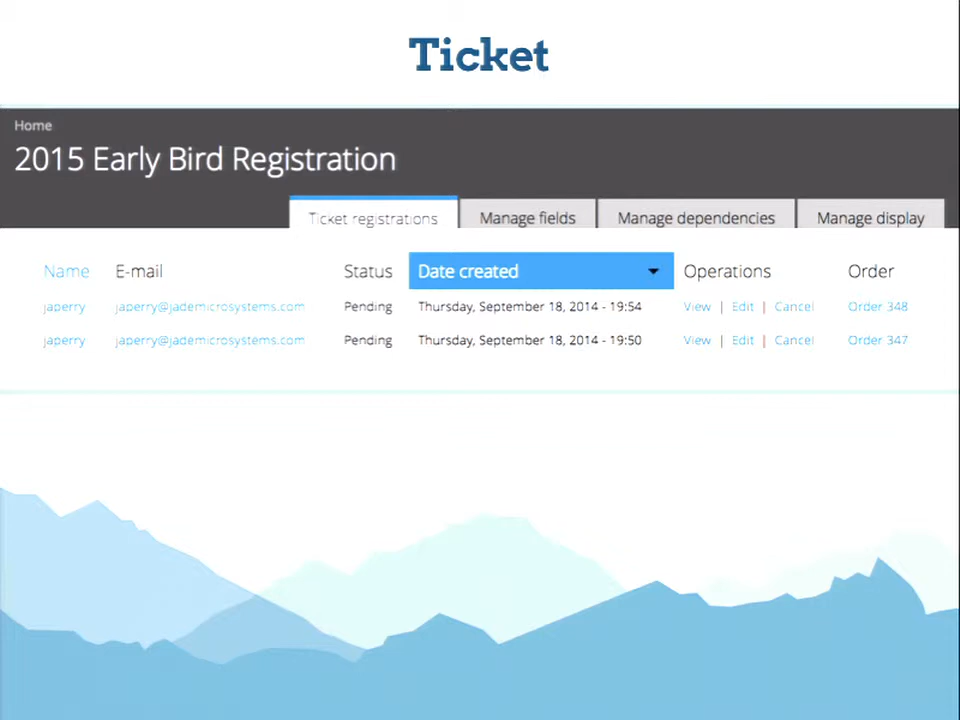 Ticket
Home
2015 Early Bird Registration
Ticket registrations Manage fields Manage dependencies Manage display
Name E-mail Status Date created Operations Order
japerry japerry@jademicrosystems.com Pending Thursday, September 18, 2014 - 19:54 View | Edit | Cancel Order 348
japerry japerry@jademicrosystems.com Pending Thursday, September 18, 2014 - 19:50 View | Edit | Cancel Order 347